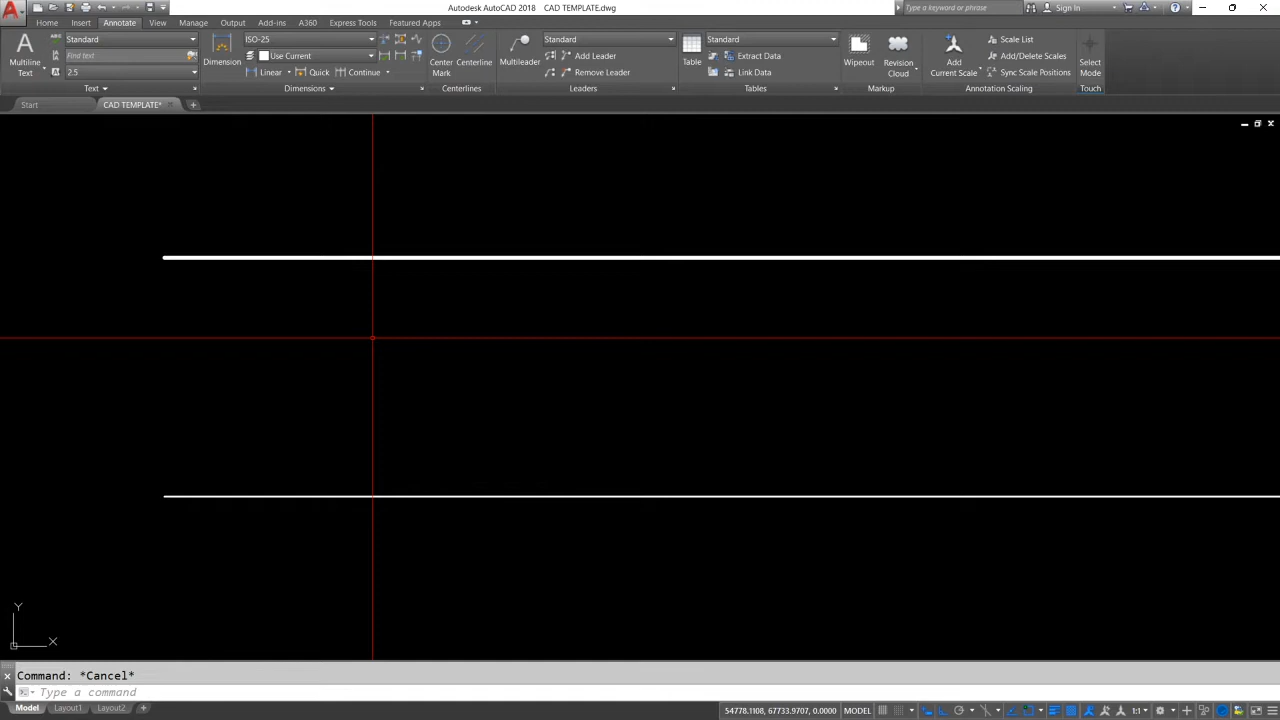 Autodesk AutoCAD 2018 CAD TEMPLATE.dwg
Type a keyword or phrase
Sign In
Home Insert Annotate View Manage Output Add-ins A360 Express Tools Featured Apps
Multiline Text
Standard
Find text
2.5
Text
Dimension
ISO-25
Use Current
Linear Quick Continue
Dimensions
Center Mark
Centerline
Centerlines
Multileader
Standard
Add Leader
Remove Leader
Leaders
Table
Standard
Extract Data
Link Data
Tables
Wipeout
Revision Cloud
Markup
Add Current Scale
Scale List
Add/Delete Scales
Sync Scale Positions
Annotation Scaling
Select Mode
Touch
Start CAD TEMPLATE*
Y
X
Command: *Cancel*
Type a command
Model Layout1 Layout2
54778.1108, 67733.9707, 0.0000 MODEL 1:1